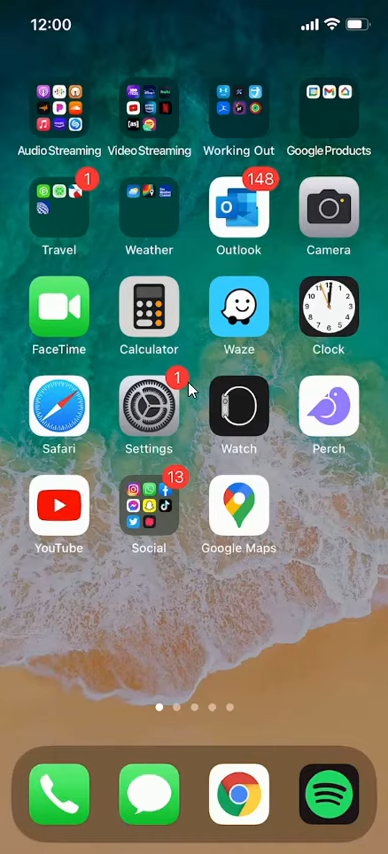 12:00
Audio Streaming Video Streaming Working Out Google Products
1 148
Travel Weather Outlook Camera
FaceTime Calculator Waze Clock
1
Safari Settings Watch Perch
13
YouTube Social Google Maps